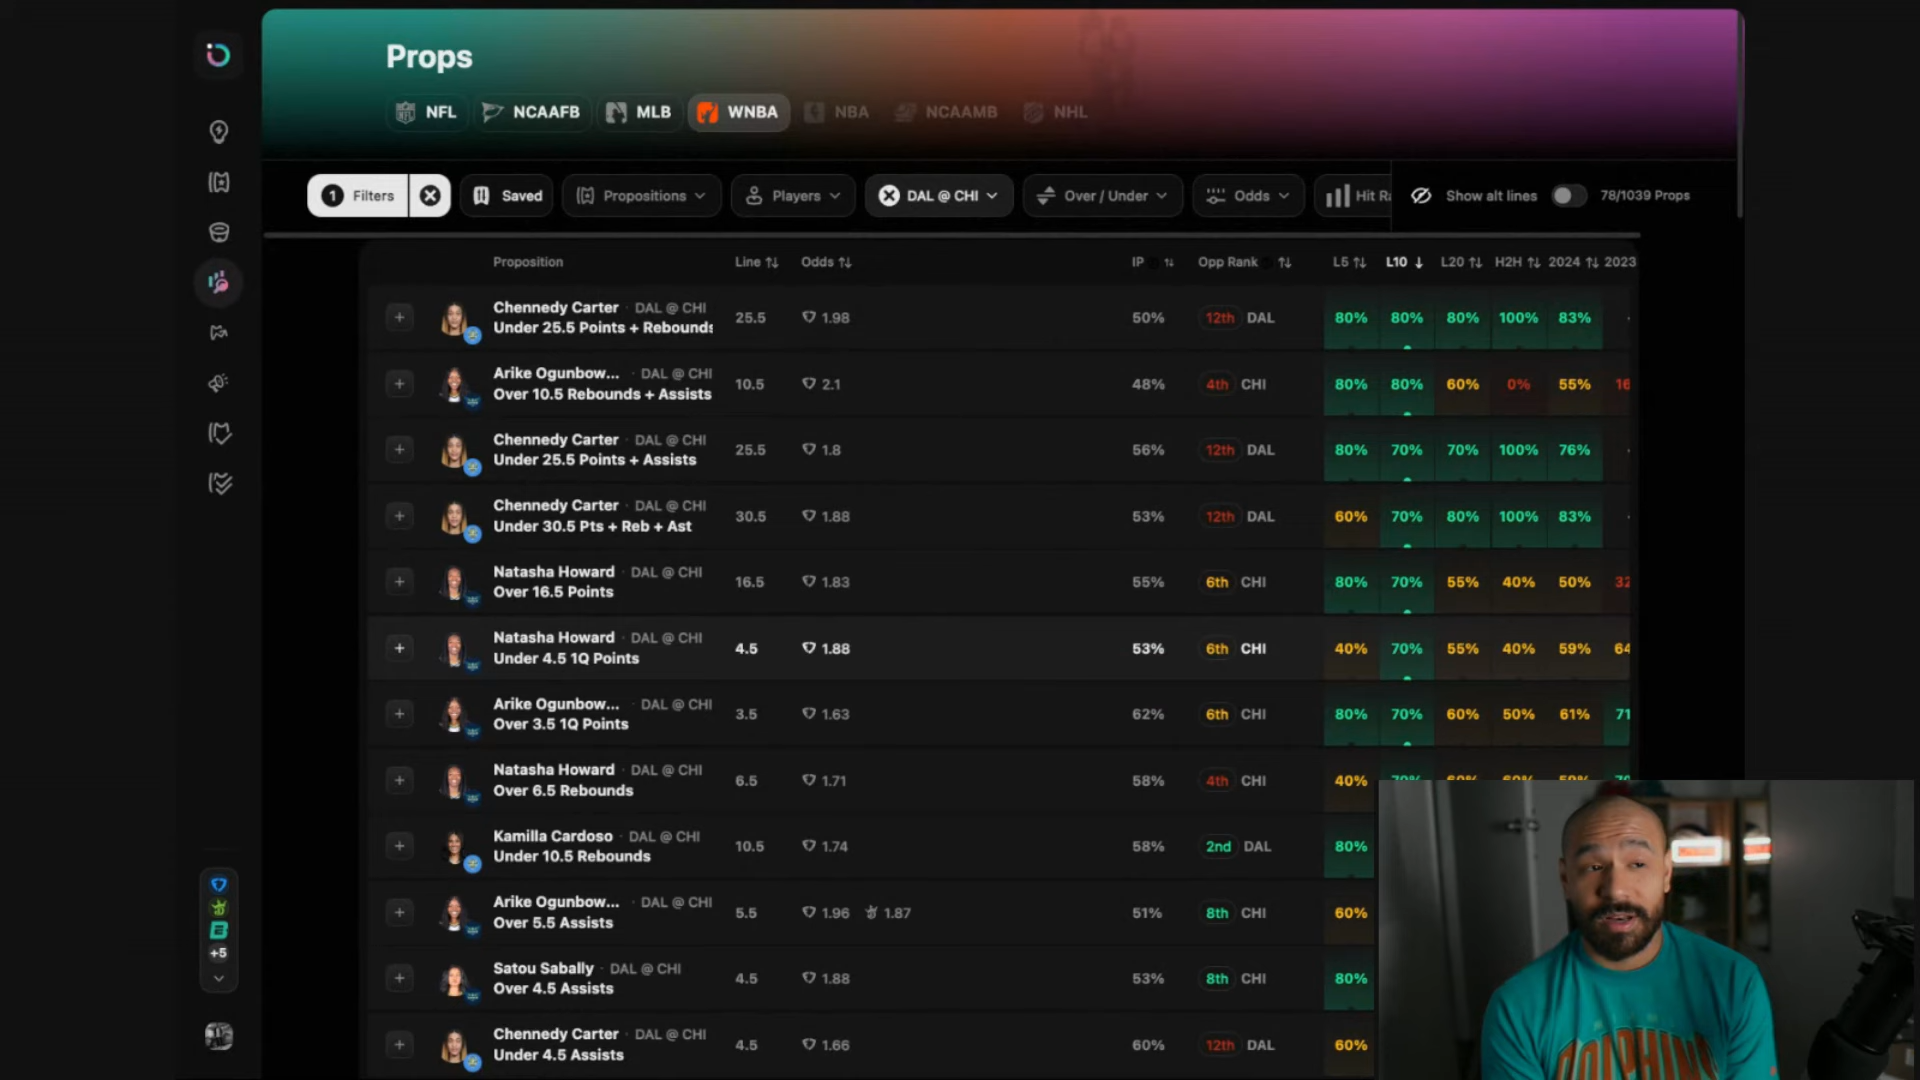 Props
NFL NCAAFB MLB WNBA NBA NCAAMB NHL
1 Filters Saved Propositions Players DAL @ CHI Over / Under Odds Hit Ra Show alt lines 78/1039 Props
Proposition Line Odds IP Opp Rank L5 L10 L20 H2H 2024 2023
Chennedy Carter · DAL @ CHI
Under 25.5 Points + Rebounds 25.5 1.98 50% 12th DAL 80% 80% 80% 100% 83% -
Arike Ogunbow... · DAL @ CHI
Over 10.5 Rebounds + Assists 10.5 2.1 48% 4th CHI 80% 80% 60% 0% 55% 16
Chennedy Carter · DAL @ CHI
Under 25.5 Points + Assists 25.5 1.8 56% 12th DAL 80% 70% 70% 100% 76% -
Chennedy Carter · DAL @ CHI
Under 30.5 Pts + Reb + Ast 30.5 1.88 53% 12th DAL 60% 70% 80% 100% 83% -
Natasha Howard · DAL @ CHI
Over 16.5 Points 16.5 1.83 55% 6th CHI 80% 70% 55% 40% 50% 32
Natasha Howard · DAL @ CHI
Under 4.5 1Q Points 4.5 1.88 53% 6th CHI 40% 70% 55% 40% 59% 64
Arike Ogunbow... · DAL @ CHI
Over 3.5 1Q Points 3.5 1.63 62% 6th CHI 80% 70% 60% 50% 61% 71
Natasha Howard · DAL @ CHI
Over 6.5 Rebounds 6.5 1.71 58% 4th CHI 40%
Kamilla Cardoso · DAL @ CHI
Under 10.5 Rebounds 10.5 1.74 58% 2nd DAL 80%
Arike Ogunbow... · DAL @ CHI
Over 5.5 Assists 5.5 1.96 1.87 51% 8th CHI 60%
Satou Sabally · DAL @ CHI
Over 4.5 Assists 4.5 1.88 53% 8th CHI 80%
Chennedy Carter · DAL @ CHI
Under 4.5 Assists 4.5 1.66 60% 12th DAL 60%
+5
DOLPHINS